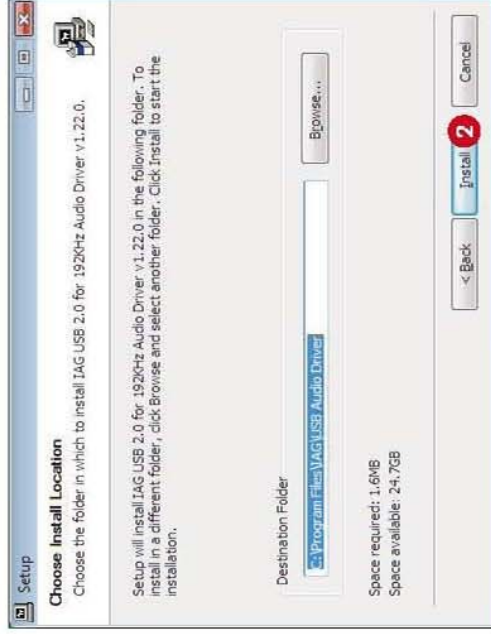 Setup
Choose Install Location
Choose the folder in which to install IAG USB 2.0 for 192KHz Audio Driver v1.22.0.
Setup will install IAG USB 2.0 for 192KHz Audio Driver v1.22.0 in the following folder. To
install in a different folder, click Browse and select another folder. Click Install to start the
installation.
Destination Folder
C:\Program Files\IAG\USB Audio Driver
Browse...
Space required: 1.6MB
Space available: 24.7GB
< Back
Install
2
Cancel